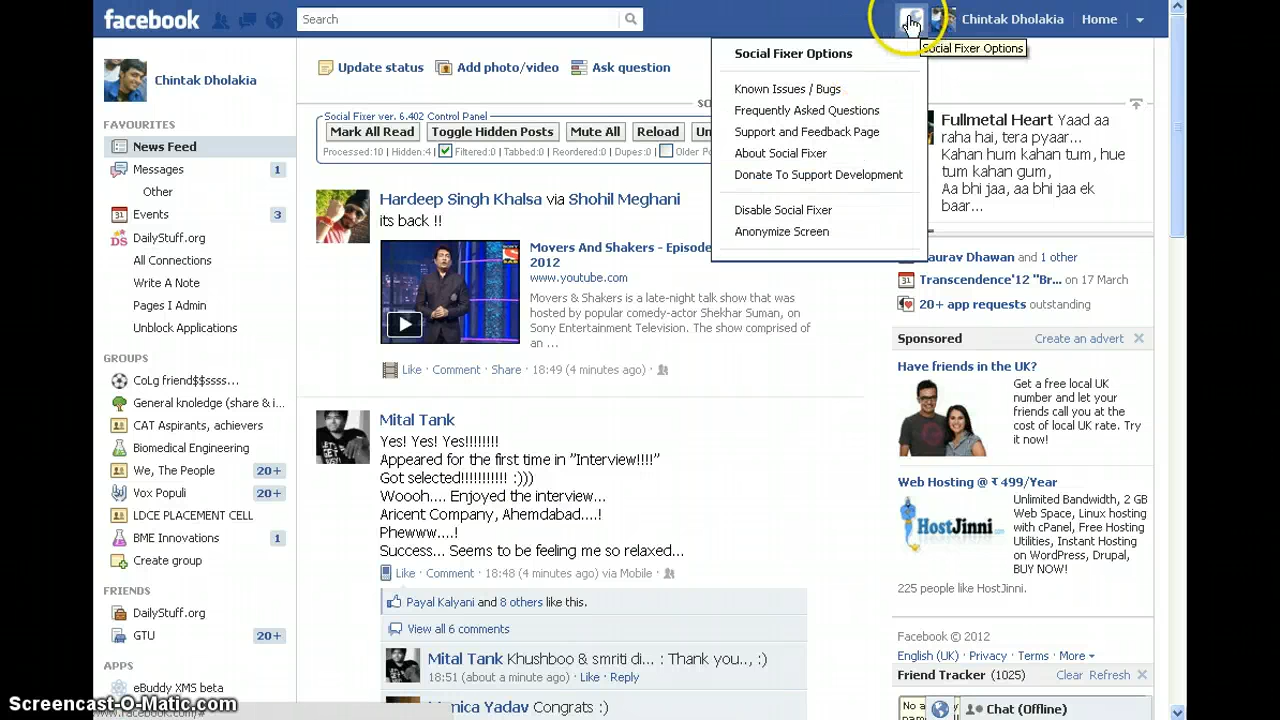 facebook
Search
Chintak Dholakia
Home
Social Fixer Options
Social Fixer Options
Known Issues / Bugs
Frequently Asked Questions
Support and Feedback Page
About Social Fixer
Donate To Support Development
Disable Social Fixer
Anonymize Screen
Chintak Dholakia
FAVOURITES
News Feed
Messages 1
Other
Events 3
DailyStuff.org
All Connections
Write A Note
Pages I Admin
Unblock Applications
GROUPS
CoLg friend$$ssss...
General knoledg (share & i...
CAT Aspirants, achievers
Biomedical Engineering
We, The People 20+
Vox Populi 20+
LDCE PLACEMENT CELL
BME Innovations 1
Create group
FRIENDS
DailyStuff.org
GTU 20+
APPS
eBuddy XMS beta
Update status Add photo/video Ask question
Social Fixer ver. 6.402 Control Panel
Mark All Read Toggle Hidden Posts Mute All Reload Un
Processed:10 | Hidden:4 | Filtered:0 | Tabbed:0 | Reordered:0 | Dupes:0 | Older Po
Hardeep Singh Khalsa via Shohil Meghani
its back !!
Movers And Shakers - Episode
2012
www.youtube.com
Movers & Shakers is a late-night talk show that was
hosted by popular comedy-actor Shekhar Suman, on
Sony Entertainment Television. The show comprised of
an ...
Like · Comment · Share · 18:49 (4 minutes ago) ·
Mital Tank
Yes! Yes! Yes!!!!!!!!
Appeared for the first time in "Interview!!!!"
Got selected!!!!!!!!!! :)))
Woooh.... Enjoyed the interview...
Aricent Company, Ahemdabad....!
Phewww....!
Success... Seems to be feeling me so relaxed...
Like · Comment · 18:48 (4 minutes ago) via Mobile ·
Payal Kalyani and 8 others like this.
View all 6 comments
Mital Tank Khushboo & smriti di... : Thank you.., :)
18:51 (about a minute ago) · Like · Reply
Yadav Congrats :)
Fullmetal Heart Yaad aa
raha hai, tera pyaar...
Kahan hum kahan tum, hue
tum kahan gum,
Aa bhi jaa, aa bhi jaa ek
baar...
aurav Dhawan and 1 other
Transcendence'12 "Br... on 17 March
20+ app requests outstanding
Sponsored Create an advert
Have friends in the UK?
Get a free local UK
number and let your
friends call you at the
cost of local UK rate. Try
it now!
Web Hosting @ ₹ 499/Year
HostJinni
Unlimited Bandwidth, 2 GB
Web Space, Linux hosting
with cPanel, Free Hosting
Utilities, Instant Hosting
on WordPress, Drupal,
BUY NOW!
225 people like HostJinni.
Facebook © 2012
English (UK) · Privacy · Terms · More
Friend Tracker (1025) Clear Refresh
No a
Chat (Offline)
Screencast-O-Matic.com